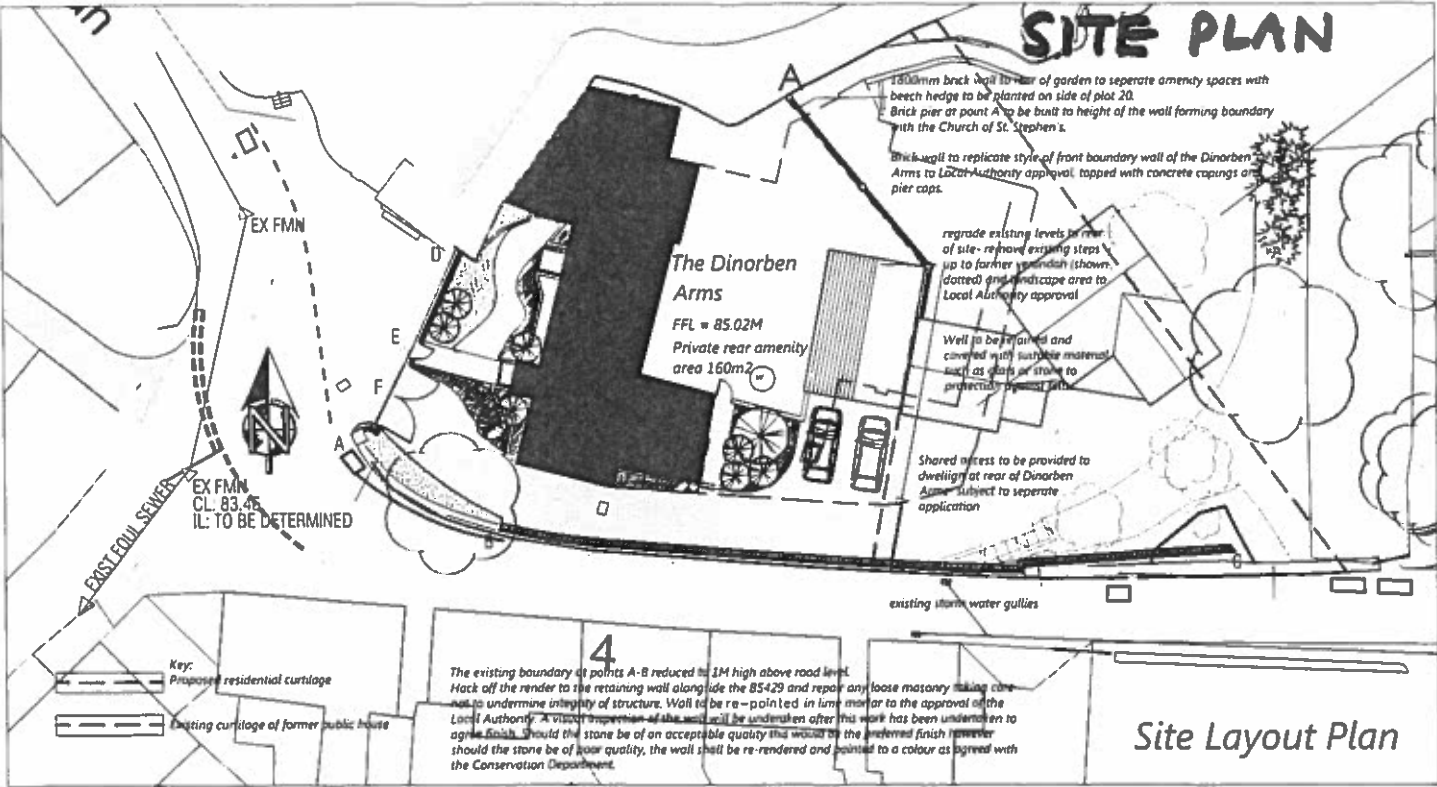 SITE PLAN
A
1800mm brick wall to rear of garden to seperate amenity spaces with
beech hedge to be planted on side of plot 20.
Brick pier at point A to be built to height of the wall forming boundary
with the Church of St. Stephen's.
Brick wall to replicate style of front boundary wall of the Dinorben
Arms to Local Authority approval, topped with concrete copings and
pier caps.
EX FMN
D
regrade existing levels to rear
of site- remove existing steps
up to former verandah (shown
dotted) and landscape area to
Local Authority approval
The Dinorben
Arms
FFL = 85.02M
Private rear amenity
area 160m2
W
E
F
A
Well to be retained and
covered with suitable material
such as glass or stone to
protection against falls
Shared access to be provided to
dwelling at rear of Dinorben
Arms- subject to seperate
application
N
EX FMN
CL: 83.46
IL: TO BE DETERMINED
EXIST FOUL SEWER
B
G
existing storm water gullies
4
Key:
Proposed residential curtilage
Existing curtilage of former public house
The existing boundary at points A-B reduced to 1M high above road level.
Hack off the render to the retaining wall alongside the B5429 and repair any loose masonry taking care
not to undermine integrity of structure. Wall to be re-pointed in lime mortar to the approval of the
Local Authority. A visual inspection of the wall will be undertaken after this work has been undertaken to
agree finish. Should the stone be of an acceptable quality this would be the preferred finish however
should the stone be of poor quality, the wall shall be re-rendered and painted to a colour as agreed with
the Conservation Department.
Site Layout Plan